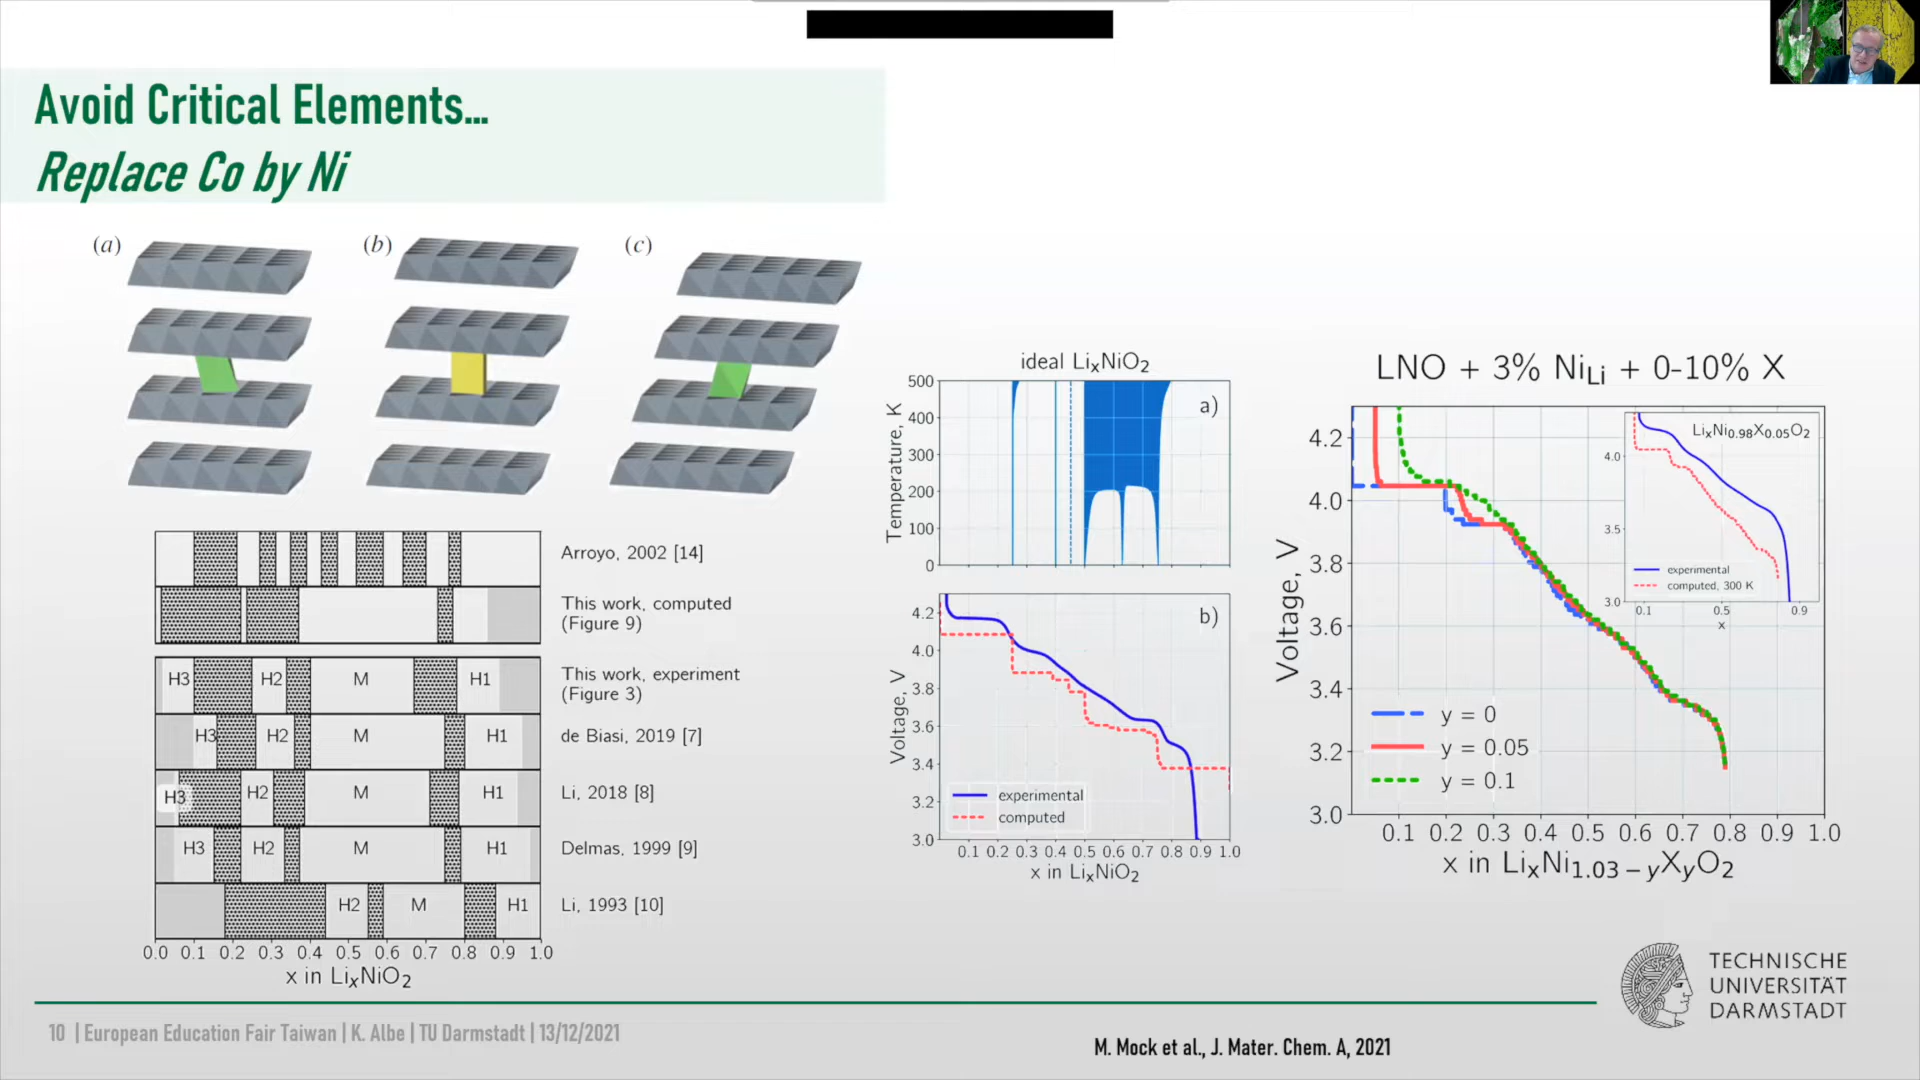 Avoid Critical Elements...
Replace Co by Ni
(a)
(b)
(c)
Arroyo, 2002 [14]
This work, computed
(Figure 9)
H3 H2 M H1
This work, experiment
(Figure 3)
H3 H2 M H1
de Biasi, 2019 [7]
H3 H2 M H1
Li, 2018 [8]
H3 H2 M H1
Delmas, 1999 [9]
H2 M H1
Li, 1993 [10]
0.0 0.1 0.2 0.3 0.4 0.5 0.6 0.7 0.8 0.9 1.0
x in LixNiO2
ideal LixNiO2
a)
Temperature, K
500
400
300
200
100
0
b)
Voltage, V
4.2
4.0
3.8
3.6
3.4
3.2
3.0
experimental
computed
0.1 0.2 0.3 0.4 0.5 0.6 0.7 0.8 0.9 1.0
x in LixNiO2
LNO + 3% NiLi + 0-10% X
Voltage, V
4.2
4.0
3.8
3.6
3.4
3.2
3.0
y = 0
y = 0.05
y = 0.1
LixNi0.98X0.05O2
4.0
3.5
3.0
experimental
computed, 300 K
0.1 0.5 0.9
x
0.1 0.2 0.3 0.4 0.5 0.6 0.7 0.8 0.9 1.0
x in LixNi1.03−yXyO2
TECHNISCHE
UNIVERSITÄT
DARMSTADT
10 | European Education Fair Taiwan | K. Albe | TU Darmstadt | 13/12/2021
M. Mock et al., J. Mater. Chem. A, 2021